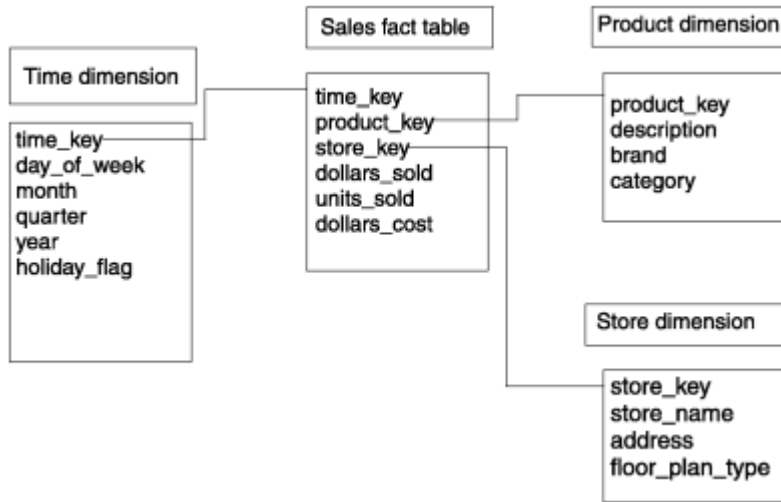 Time dimension
time_key
day_of_week
month
quarter
year
holiday_flag
Sales fact table
time_key
product_key
store_key
dollars_sold
units_sold
dollars_cost
Product dimension
product_key
description
brand
category
Store dimension
store_key
store_name
address
floor_plan_type